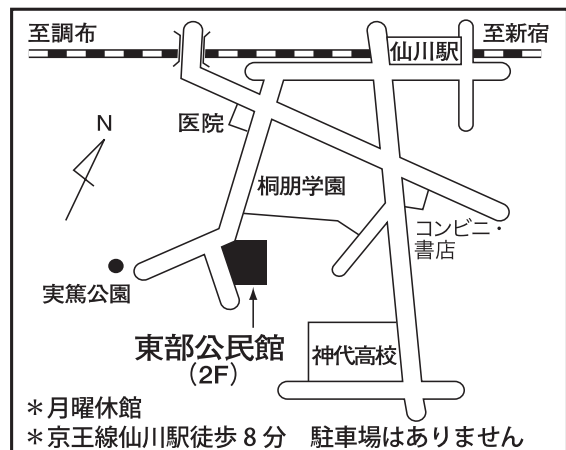 至調布
至新宿
仙川駅
N
医院
桐朋学園
コンビニ・
書店
実篤公園
東部公民館
(2F)
神代高校
＊月曜休館
＊京王線仙川駅徒歩8分　駐車場はありません